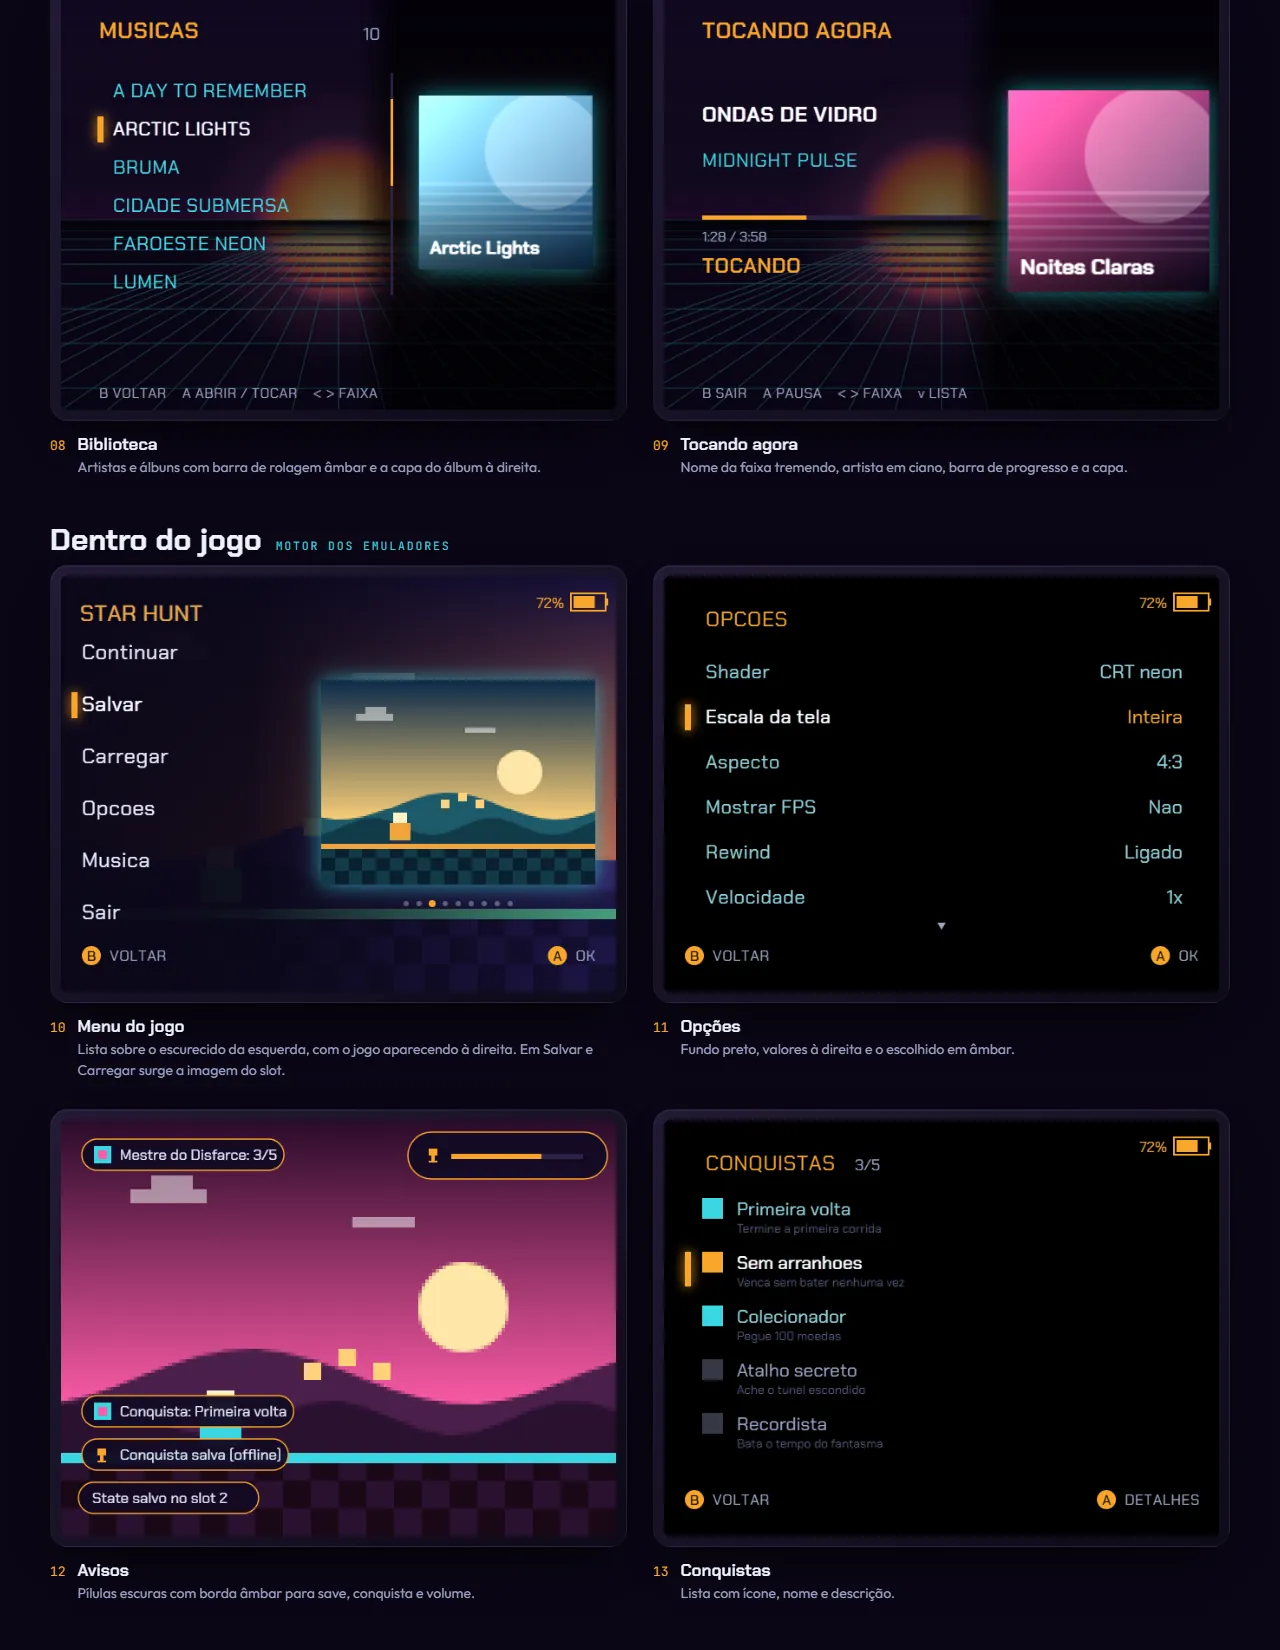 MUSICAS
10
A DAY TO REMEMBER
ARCTIC LIGHTS
BRUMA
CIDADE SUBMERSA
FAROESTE NEON
LUMEN
Arctic Lights
B VOLTAR A ABRIR / TOCAR < > FAIXA
08 Biblioteca
Artistas e álbuns com barra de rolagem âmbar e a capa do álbum à direita.
TOCANDO AGORA
ONDAS DE VIDRO
MIDNIGHT PULSE
1:28 / 3:58
TOCANDO
Noites Claras
B SAIR A PAUSA < > FAIXA v LISTA
09 Tocando agora
Nome da faixa tremendo, artista em ciano, barra de progresso e a capa.
Dentro do jogo MOTOR DOS EMULADORES
STAR HUNT
72%
Continuar
Salvar
Carregar
Opcoes
Musica
Sair
B VOLTAR
A OK
10 Menu do jogo
Lista sobre o escurecido da esquerda, com o jogo aparecendo à direita. Em Salvar e
Carregar surge a imagem do slot.
OPCOES
72%
Shader CRT neon
Escala da tela Inteira
Aspecto 4:3
Mostrar FPS Nao
Rewind Ligado
Velocidade 1x
B VOLTAR
A OK
11 Opções
Fundo preto, valores à direita e o escolhido em âmbar.
Mestre do Disfarce: 3/5
Conquista: Primeira volta
Conquista salva (offline)
State salvo no slot 2
12 Avisos
Pílulas escuras com borda âmbar para save, conquista e volume.
CONQUISTAS 3/5
72%
Primeira volta
Termine a primeira corrida
Sem arranhoes
Venca sem bater nenhuma vez
Colecionador
Pegue 100 moedas
Atalho secreto
Ache o tunel escondido
Recordista
Bata o tempo do fantasma
B VOLTAR
A DETALHES
13 Conquistas
Lista com ícone, nome e descrição.